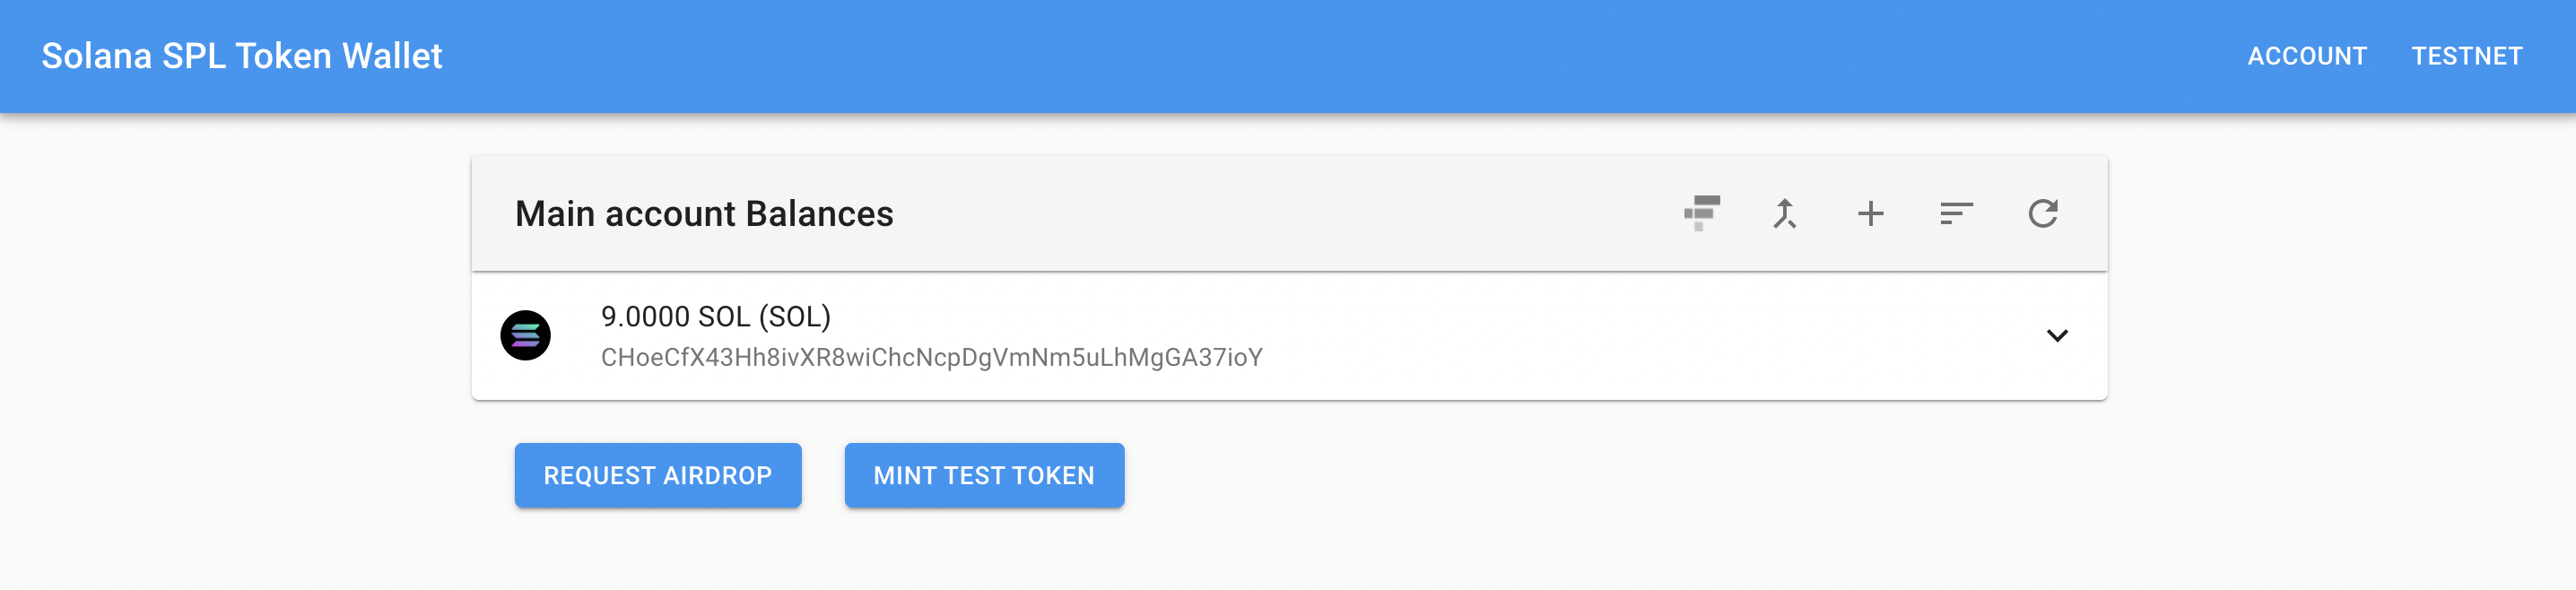 Solana SPL Token Wallet
ACCOUNT
TESTNET
Main account Balances
9.0000 SOL (SOL)
CHoeCfX43Hh8ivXR8wiChcNcpDgVmNm5uLhMgGA37ioY
REQUEST AIRDROP
MINT TEST TOKEN